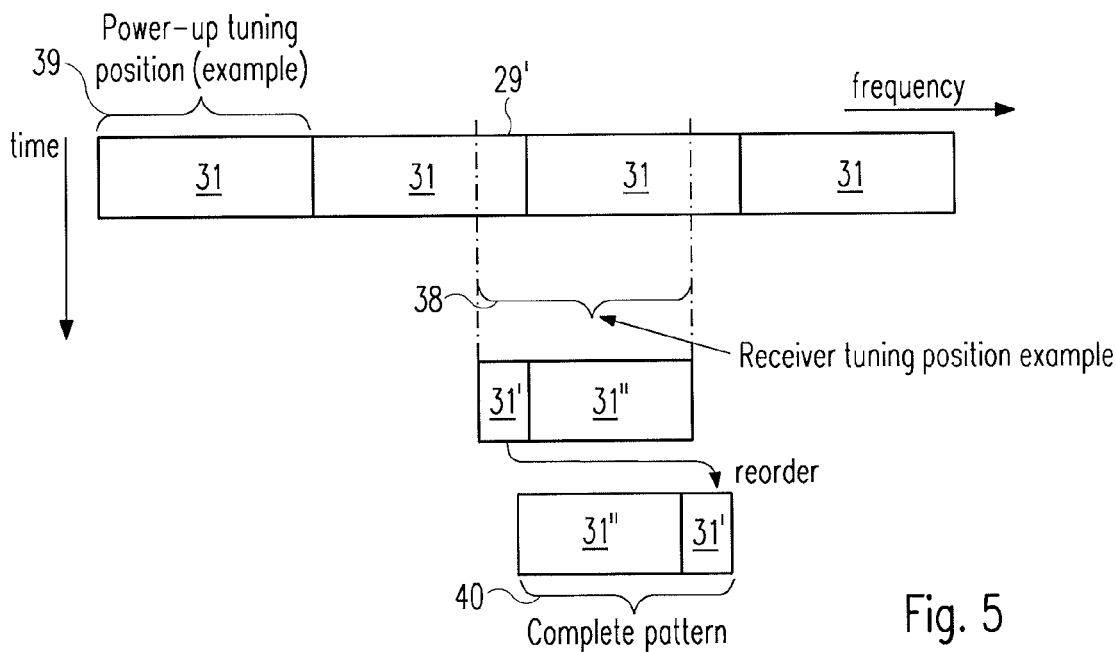 Power-up tuning
position (example)
39
29'
frequency
time
31 31 31 31
38
Receiver tuning position example
31' 31"
reorder
31" 31'
40
Complete pattern
Fig. 5